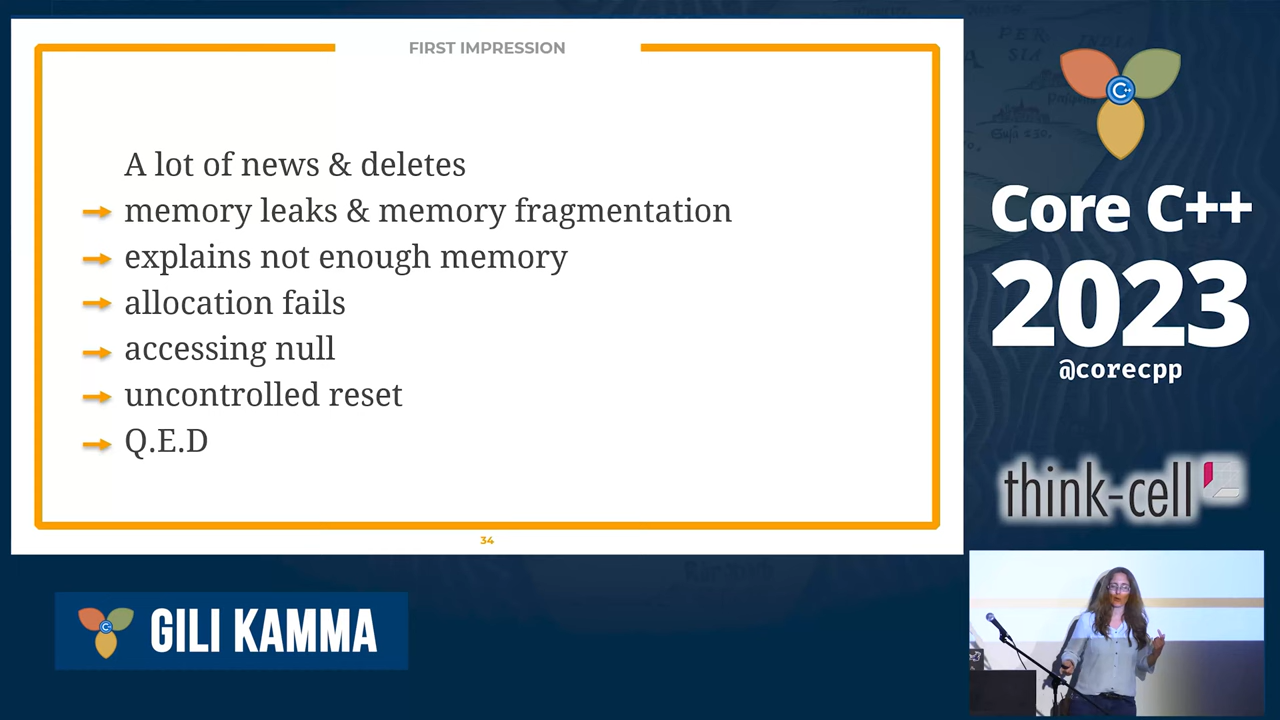 FIRST IMPRESSION
A lot of news & deletes
memory leaks & memory fragmentation
explains not enough memory
allocation fails
accessing null
uncontrolled reset
Q.E.D
34
C++
Core C++
2023
@corecpp
think-cell
GILI KAMMA